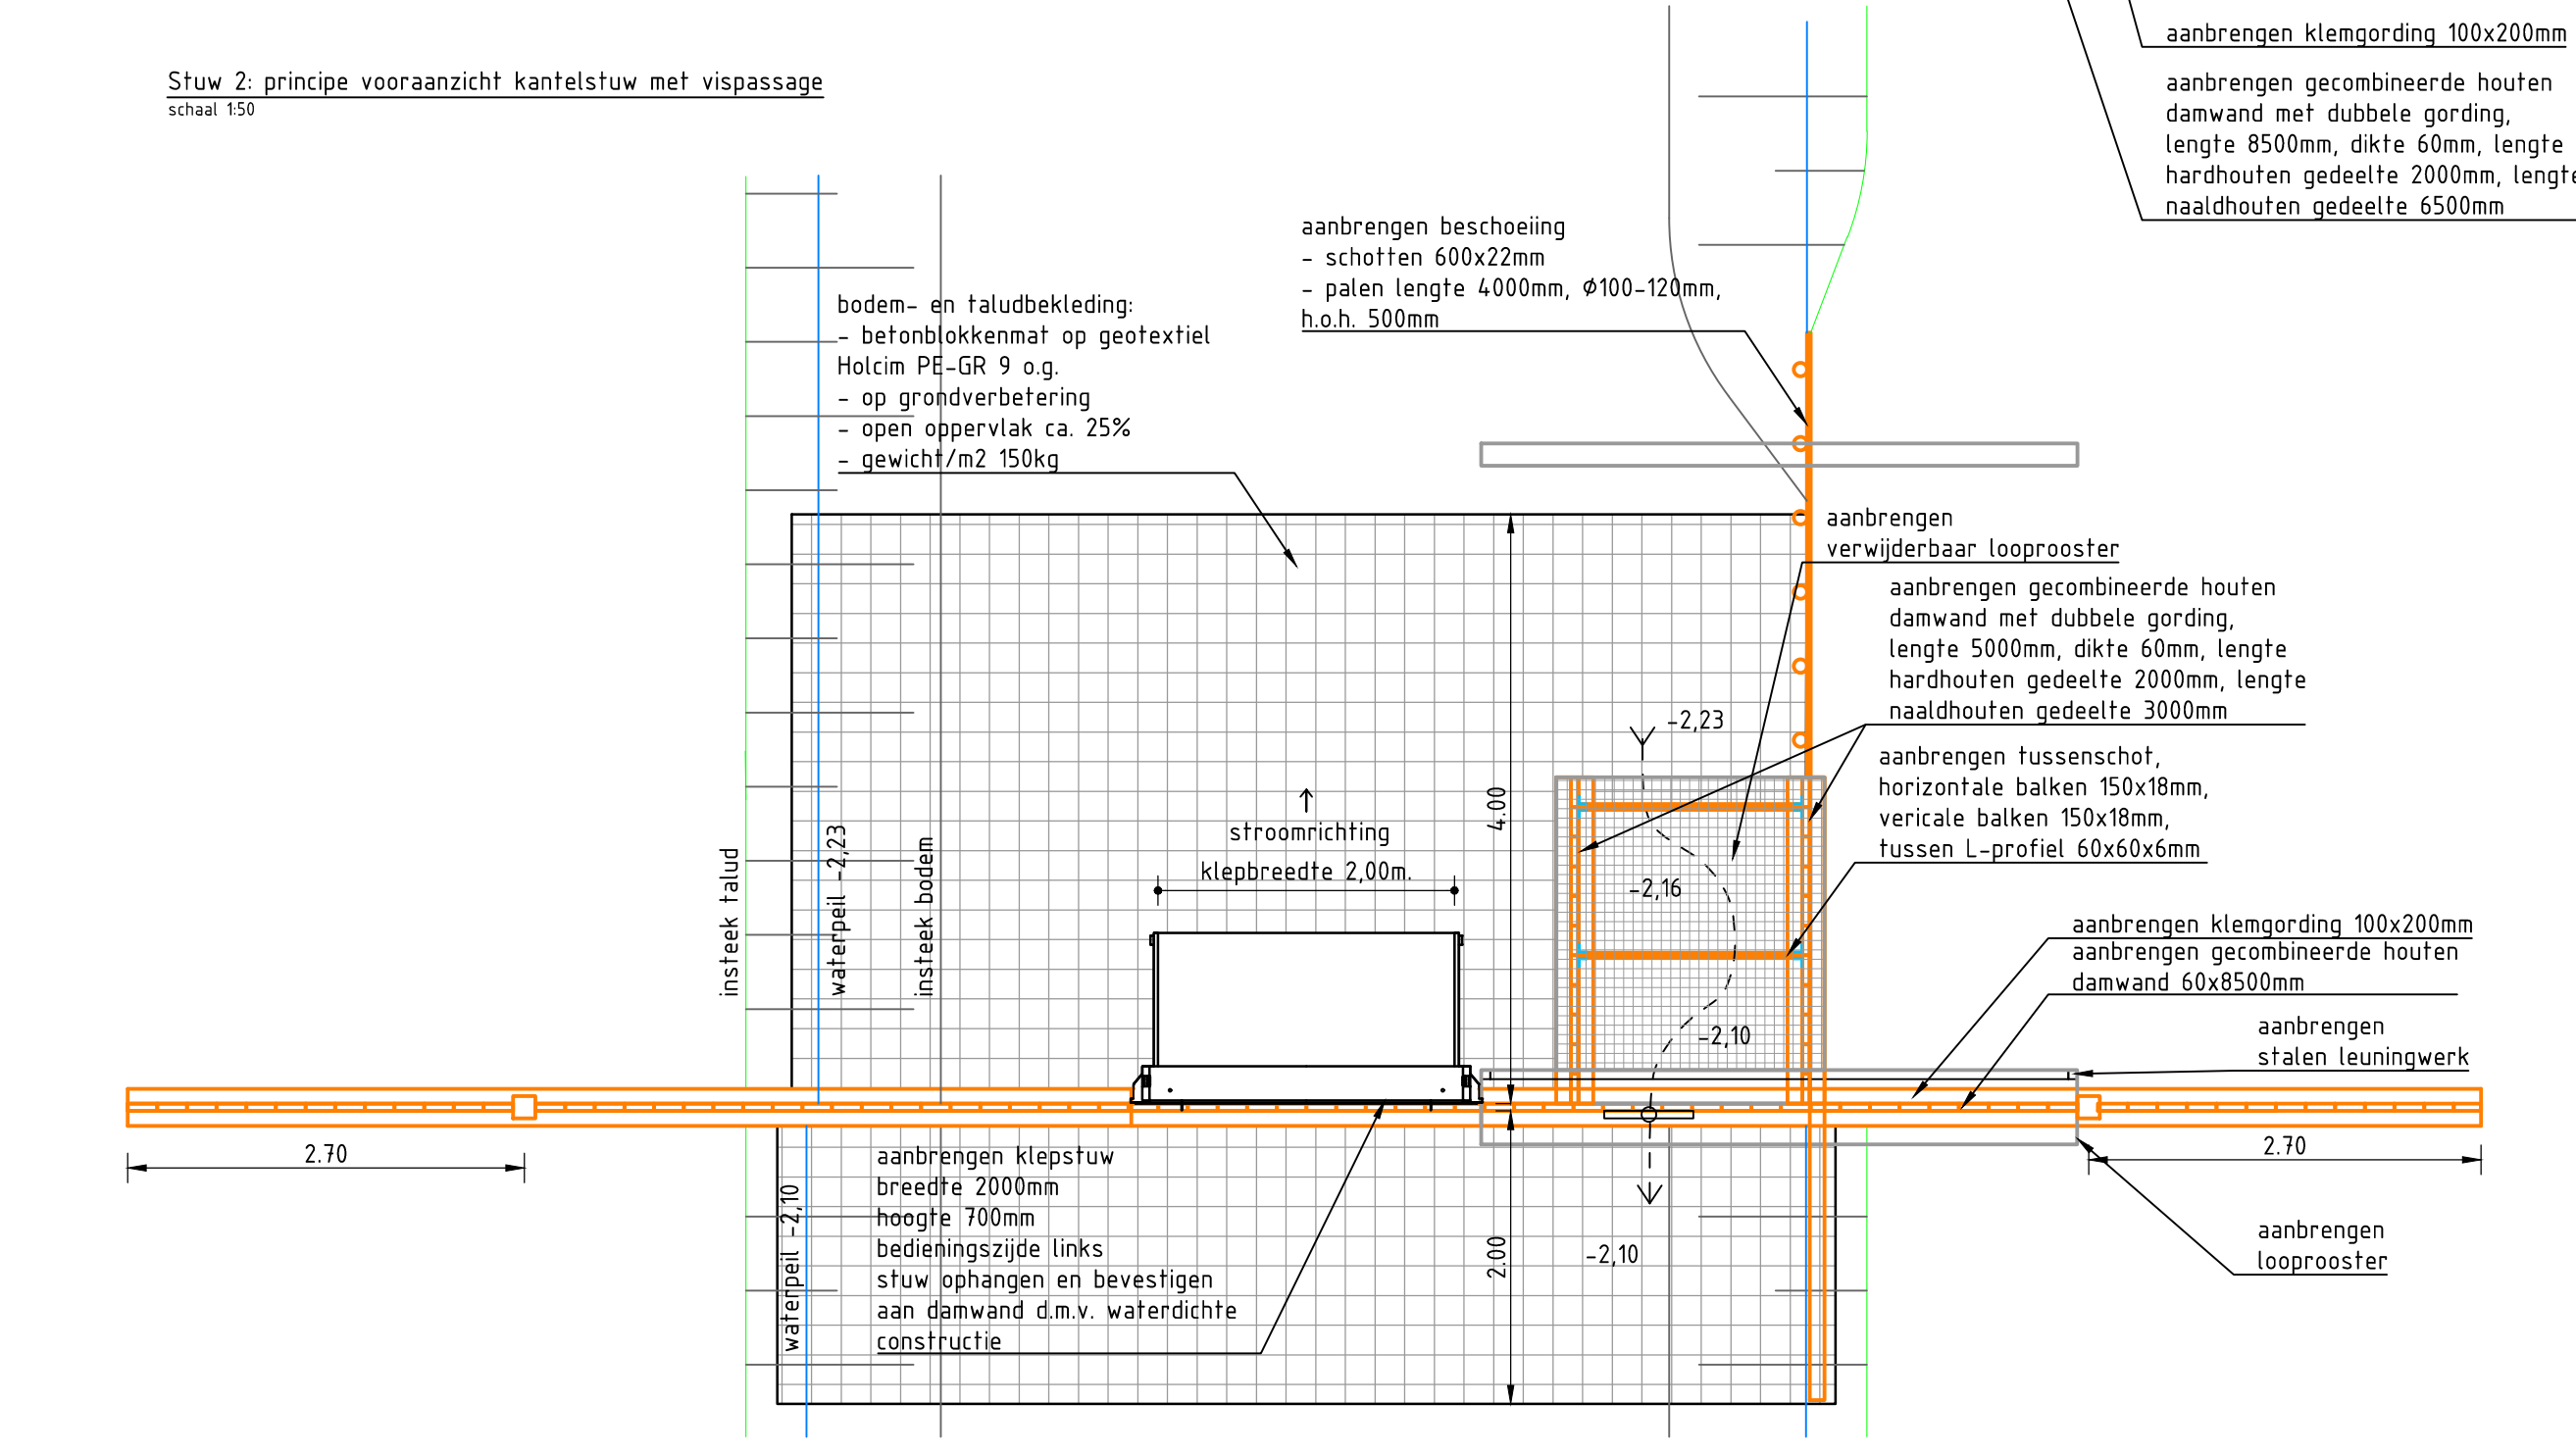 Stuw 2: principe vooraanzicht kantelstuw met vispassage
schaal 1:50
aanbrengen klemgording 100x200mm
aanbrengen gecombineerde houten
damwand met dubbele gording,
lengte 8500mm, dikte 60mm, lengte
hardhouten gedeelte 2000mm, lengte
naaldhouten gedeelte 6500mm
aanbrengen beschoeiing
- schotten 600x22mm
- palen lengte 4000mm, Ø100-120mm,
h.o.h. 500mm
bodem- en taludbekleding:
- betonblokkenmat op geotextiel
Holcim PE-GR 9 o.g.
- op grondverbetering
- open oppervlak ca. 25%
- gewicht/m2 150kg
aanbrengen
verwijderbaar looprooster
aanbrengen gecombineerde houten
damwand met dubbele gording,
lengte 5000mm, dikte 60mm, lengte
hardhouten gedeelte 2000mm, lengte
naaldhouten gedeelte 3000mm
aanbrengen tussenschot,
horizontale balken 150x18mm,
vericale balken 150x18mm,
tussen L-profiel 60x60x6mm
-2,23
4.00
stroomrichting
klepbreedte 2,00m.
-2,16
-2,10
insteek talud
waterpeil -2,23
insteek bodem
aanbrengen klemgording 100x200mm
aanbrengen gecombineerde houten
damwand 60x8500mm
aanbrengen
stalen leuningwerk
2.70
2.70
waterpeil -2,10
aanbrengen klepstuw
breedte 2000mm
hoogte 700mm
bedieningszijde links
stuw ophangen en bevestigen
aan damwand d.m.v. waterdichte
constructie
2.00
-2,10
aanbrengen
looprooster